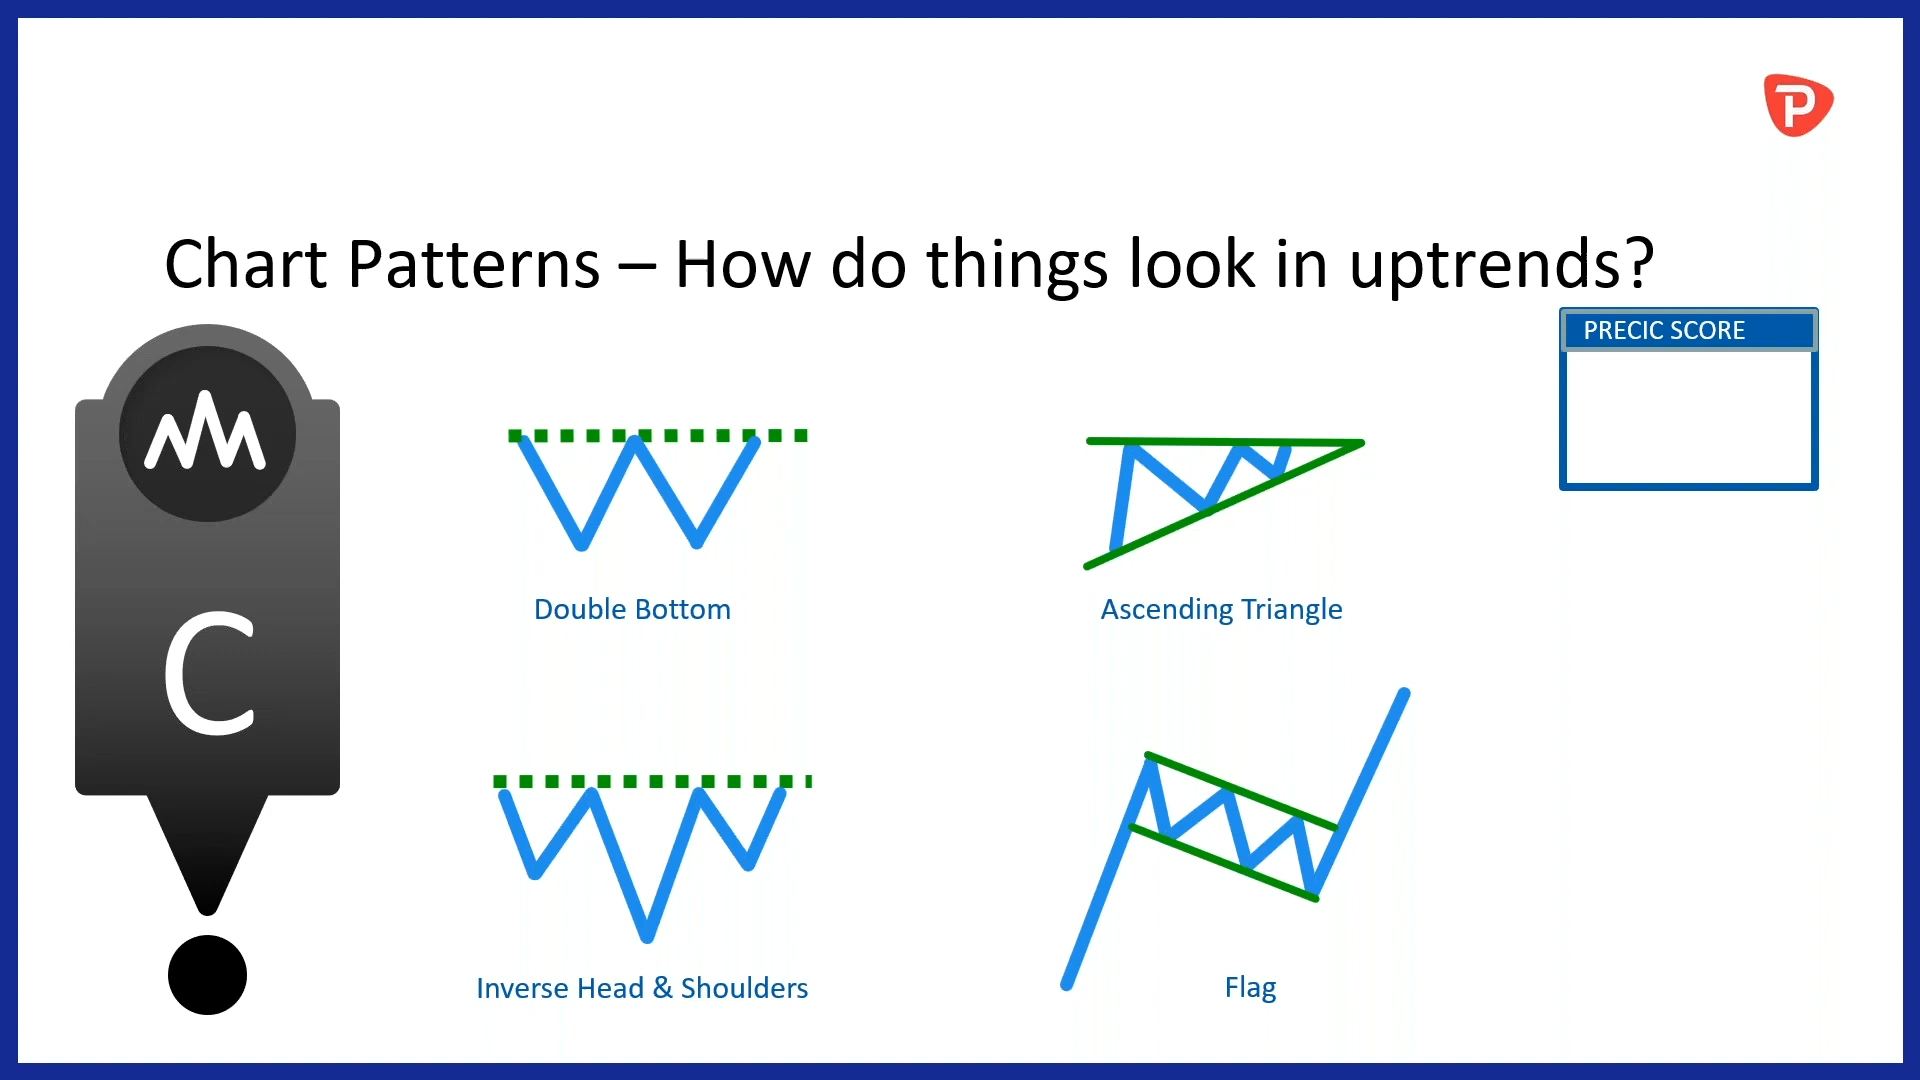 P
Chart Patterns – How do things look in uptrends?
PRECIC SCORE
C
Double Bottom
Ascending Triangle
Inverse Head & Shoulders
Flag